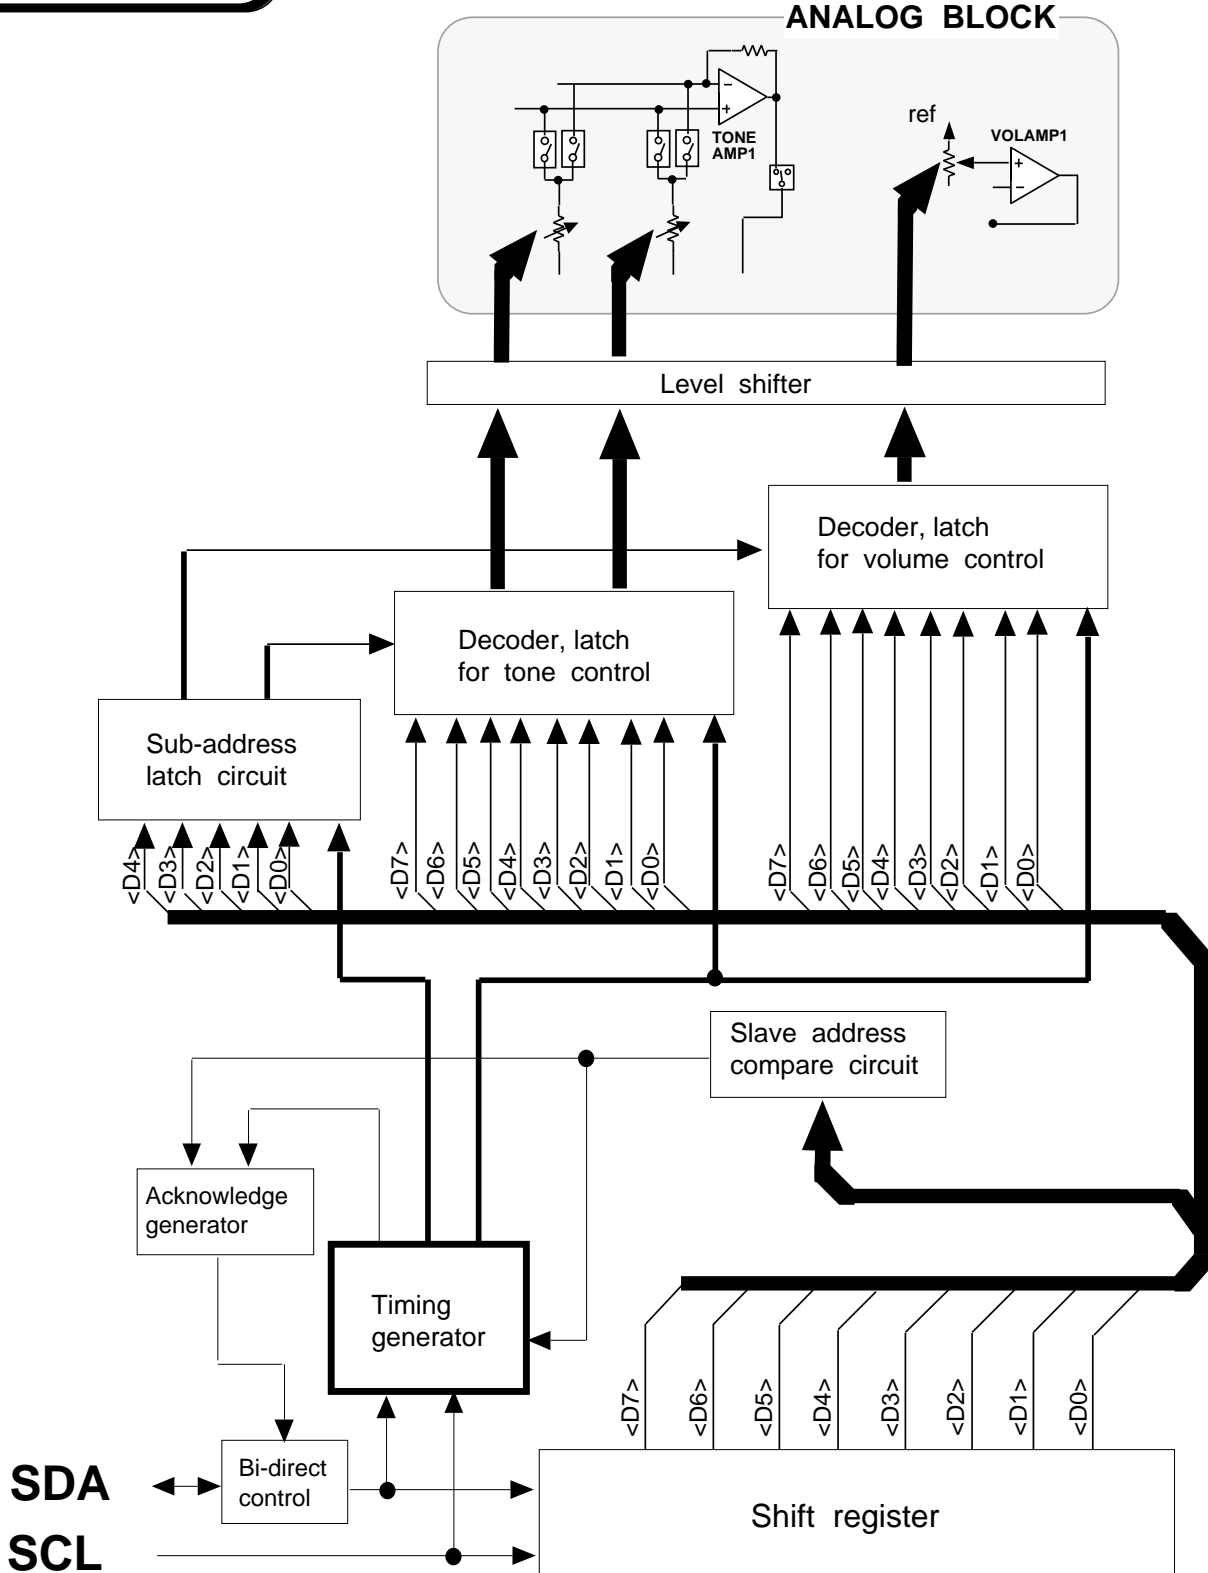 ANALOG BLOCK
TONE
AMP1
ref
VOLAMP1
Level shifter
Decoder, latch
for volume control
Decoder, latch
for tone control
Sub-address
latch circuit
<D4> <D3> <D2> <D1> <D0>
<D7> <D6> <D5> <D4> <D3> <D2> <D1> <D0>
<D7> <D6> <D5> <D4> <D3> <D2> <D1> <D0>
Slave address
compare circuit
Acknowledge
generator
Timing
generator
<D7> <D6> <D5> <D4> <D3> <D2> <D1> <D0>
SDA
Bi-direct
control
Shift register
SCL